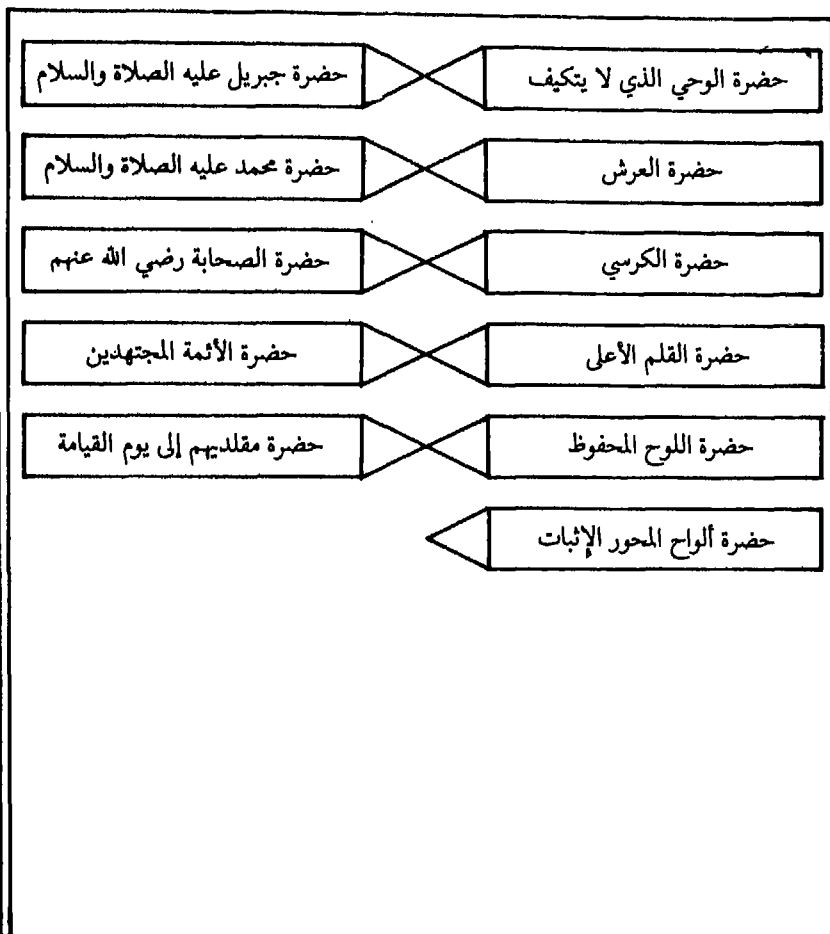 حضرة الوحي الذي لا يتكيف
حضرة جبريل عليه الصلاة والسلام
حضرة العرش
حضرة محمد عليه الصلاة والسلام
حضرة الكرسي
حضرة الصحابة رضي الله عنهم
حضرة القلم الأعلى
حضرة الأئمة المجتهدين
حضرة اللوح المحفوظ
حضرة مقلديهم إلى يوم القيامة
حضرة ألواح المحور الإثبات